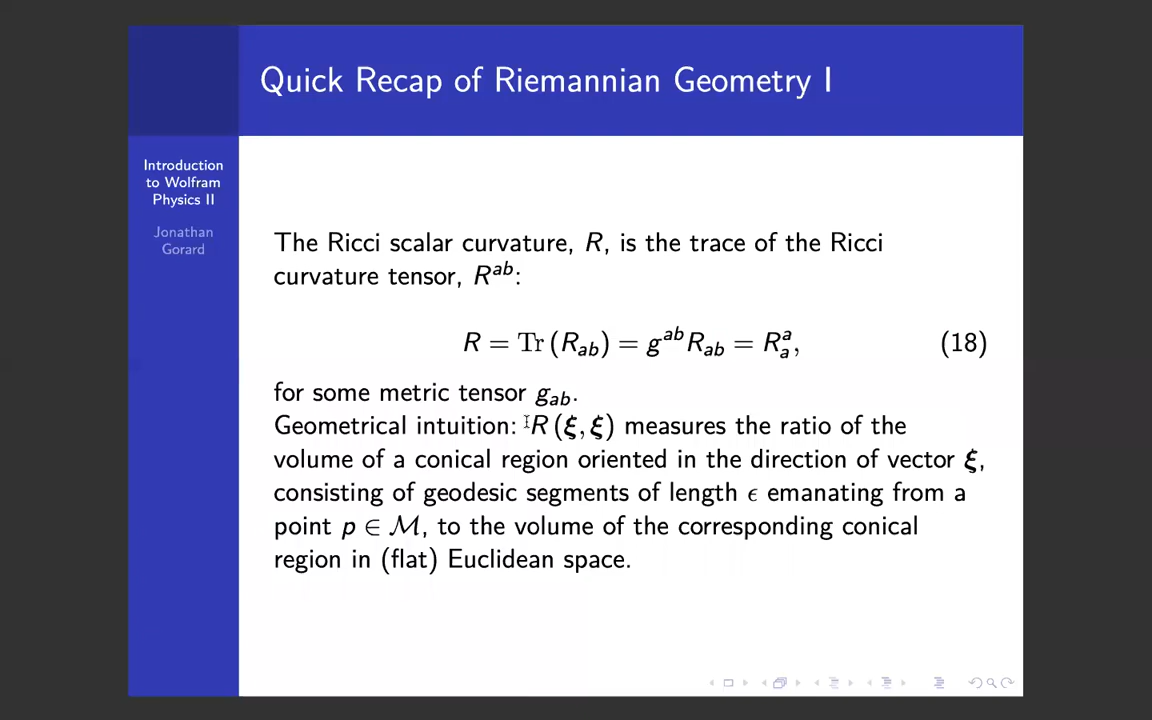 Quick Recap of Riemannian Geometry I
Introduction
to Wolfram
Physics II
Jonathan
Gorard
The Ricci scalar curvature, R, is the trace of the Ricci
curvature tensor, R^{ab}:
R = Tr (R_{ab}) = g^{ab}R_{ab} = R^a_a, (18)
for some metric tensor g_{ab}.
Geometrical intuition: R (ξ, ξ) measures the ratio of the
volume of a conical region oriented in the direction of vector ξ,
consisting of geodesic segments of length ϵ emanating from a
point p ∈ ℳ, to the volume of the corresponding conical
region in (flat) Euclidean space.